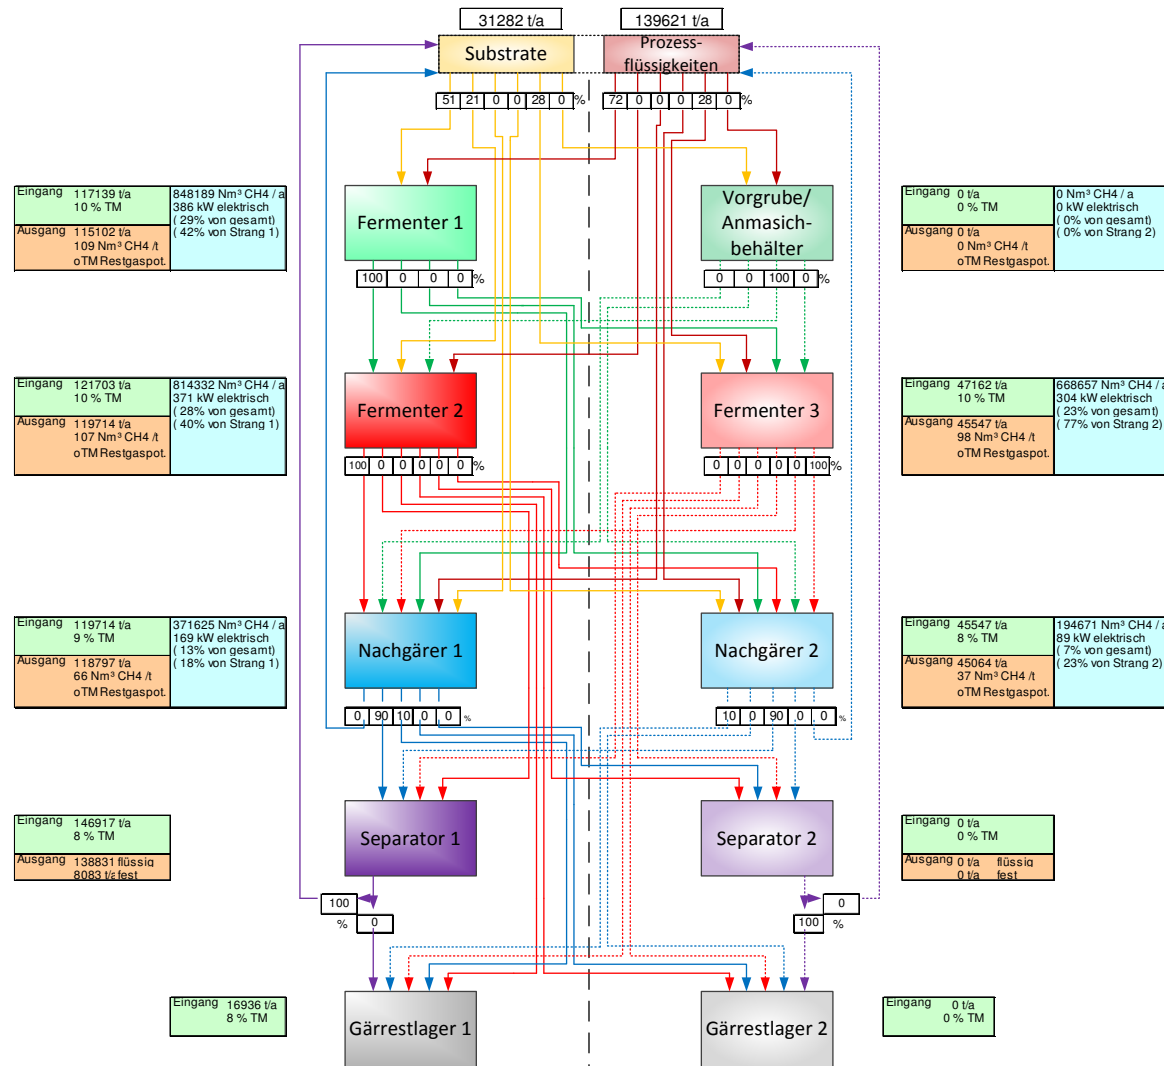 31282 t/a
139621 t/a
Substrate
Prozess-
flüssigkeiten
51 21 0 0 28 0 %
72 0 0 0 28 0 %
Eingang 117139 t/a
10 % TM
Ausgang 115102 t/a
109 Nm³ CH4 /t
oTM Restgaspot.
848189 Nm³ CH4 / a
386 kW elektrisch
( 29% von gesamt)
( 42% von Strang 1)
Fermenter 1
Vorgrube/
Anmasich-
behälter
Eingang 0 t/a
0 % TM
Ausgang 0 t/a
0 Nm³ CH4 /t
oTM Restgaspot.
0 Nm³ CH4 / a
0 kW elektrisch
( 0% von gesamt)
( 0% von Strang 2)
100 0 0 0 %
0 0 100 0 %
Eingang 121703 t/a
10 % TM
Ausgang 119714 t/a
107 Nm³ CH4 /t
oTM Restgaspot.
814332 Nm³ CH4 / a
371 kW elektrisch
( 28% von gesamt)
( 40% von Strang 1)
Fermenter 2
Fermenter 3
Eingang 47162 t/a
10 % TM
Ausgang 45547 t/a
98 Nm³ CH4 /t
oTM Restgaspot.
668657 Nm³ CH4 / a
304 kW elektrisch
( 23% von gesamt)
( 77% von Strang 2)
100 0 0 0 0 0 %
0 0 0 0 0 100 %
Eingang 119714 t/a
9 % TM
Ausgang 118797 t/a
66 Nm³ CH4 /t
oTM Restgaspot.
371625 Nm³ CH4 / a
169 kW elektrisch
( 13% von gesamt)
( 18% von Strang 1)
Nachgärer 1
Nachgärer 2
Eingang 45547 t/a
8 % TM
Ausgang 45064 t/a
37 Nm³ CH4 /t
oTM Restgaspot.
194671 Nm³ CH4 / a
89 kW elektrisch
( 7% von gesamt)
( 23% von Strang 2)
0 90 10 0 0 %
10 0 90 0 0 %
Eingang 146917 t/a
8 % TM
Ausgang 138831 flüssig
8083 t/a fest
Separator 1
Separator 2
Eingang 0 t/a
0 % TM
Ausgang 0 t/a flüssig
0 t/a fest
100
% 0
0
100 %
Eingang 16936 t/a
8 % TM
Gärrestlager 1
Gärrestlager 2
Eingang 0 t/a
0 % TM